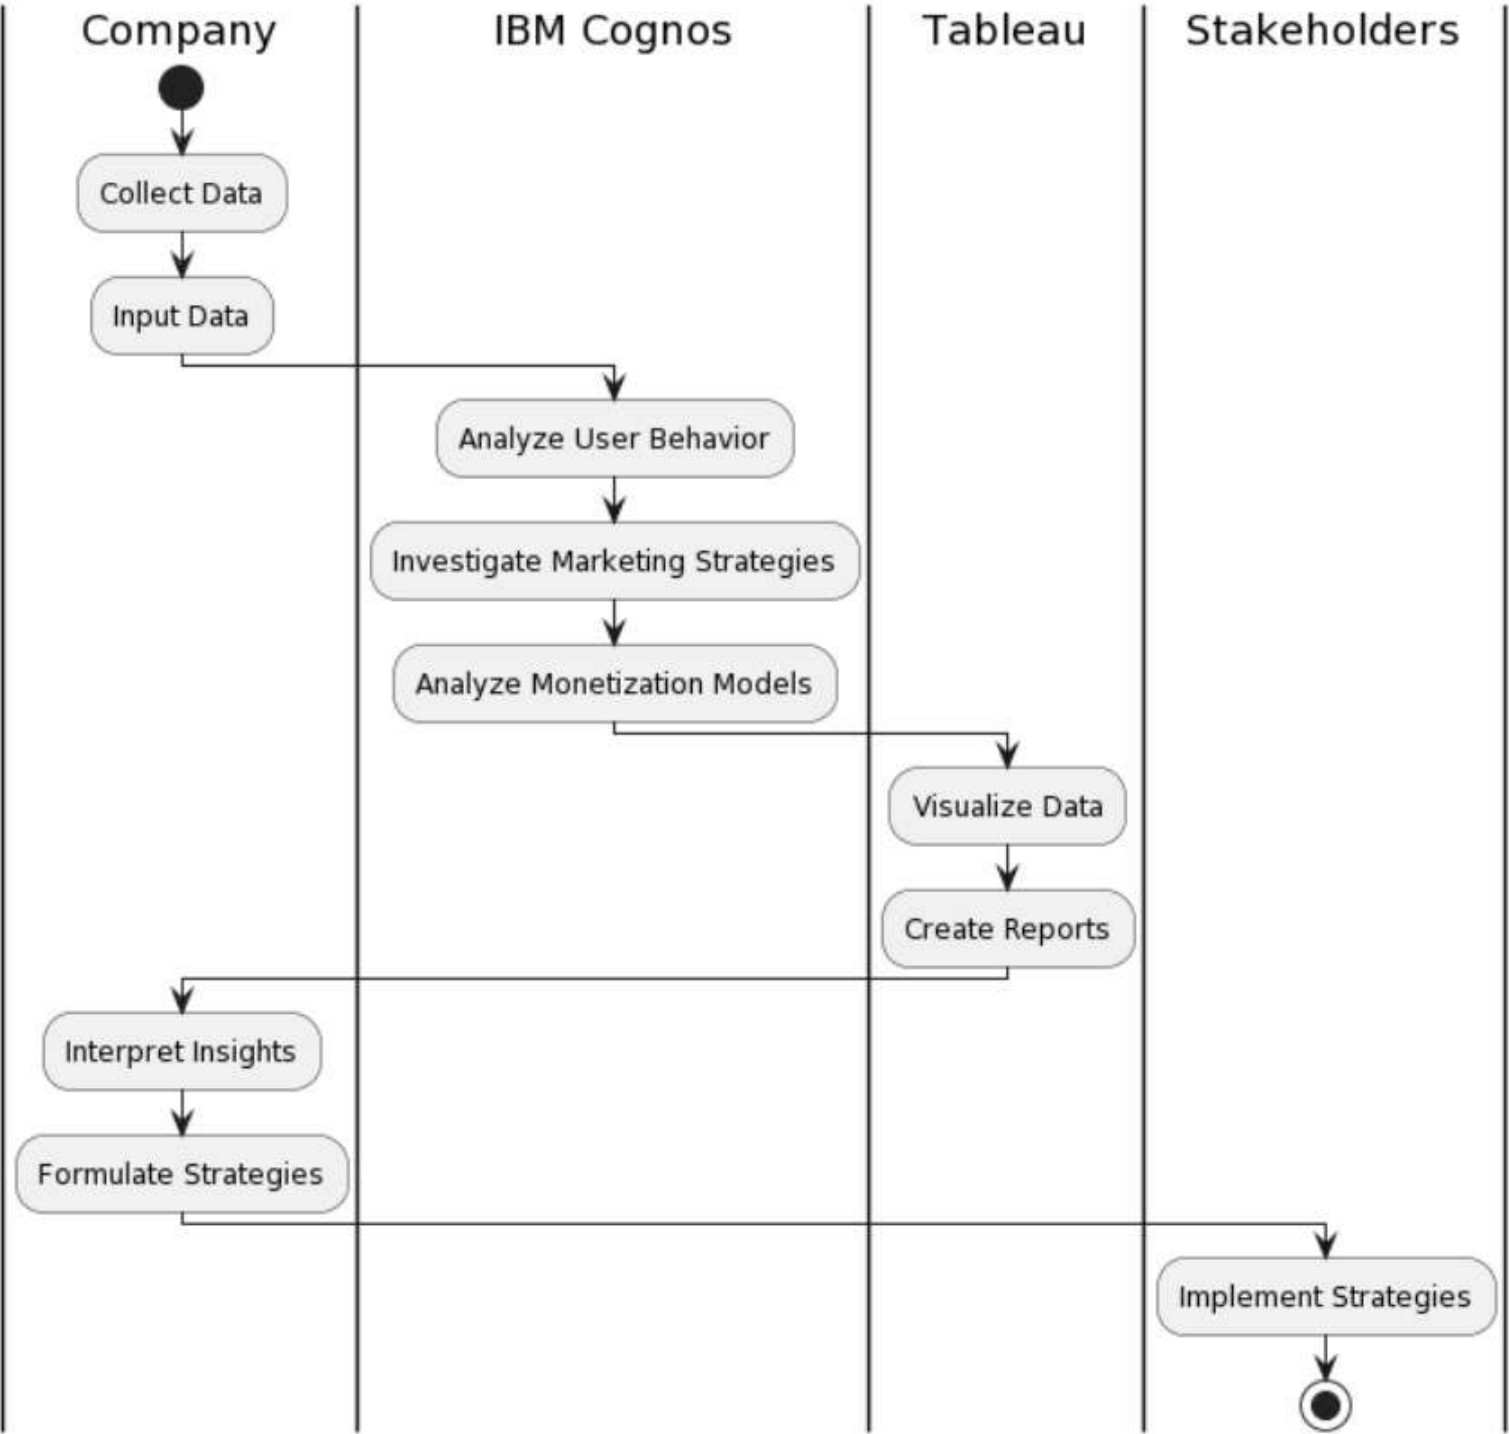 Company
IBM Cognos
Tableau
Stakeholders
Collect Data
Input Data
Analyze User Behavior
Investigate Marketing Strategies
Analyze Monetization Models
Visualize Data
Create Reports
Interpret Insights
Formulate Strategies
Implement Strategies